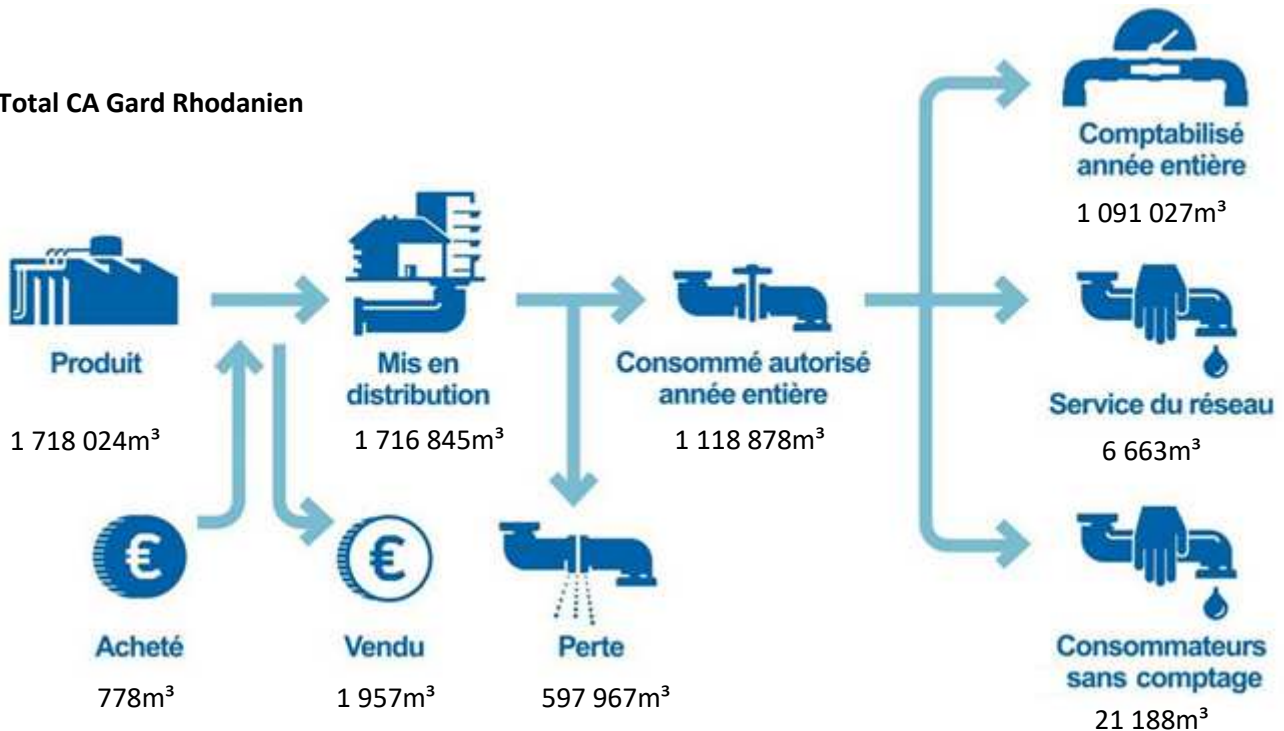 Total CA Gard Rhodanien
Comptabilisé
année entière
1 091 027m³
Produit
1 718 024m³
Mis en
distribution
1 716 845m³
Consommé autorisé
année entière
1 118 878m³
Service du réseau
6 663m³
€
Acheté
778m³
€
Vendu
1 957m³
Perte
597 967m³
Consommateurs
sans comptage
21 188m³